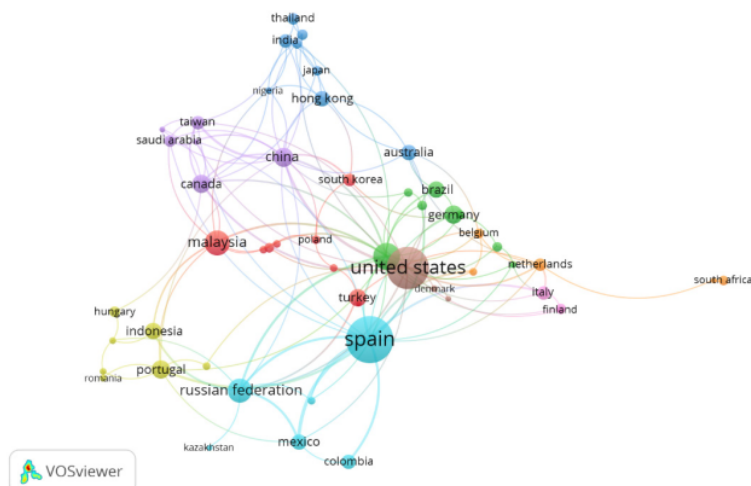 thailand
india
japan
nigeria
hong kong
taiwan
saudi arabia
china
australia
canada
south korea
brazil
germany
malaysia
poland
belgium
united states
netherlands
denmark
south africa
turkey
italy
finland
hungary
indonesia
spain
portugal
romania
russian federation
mexico
kazakhstan
colombia
VOSviewer